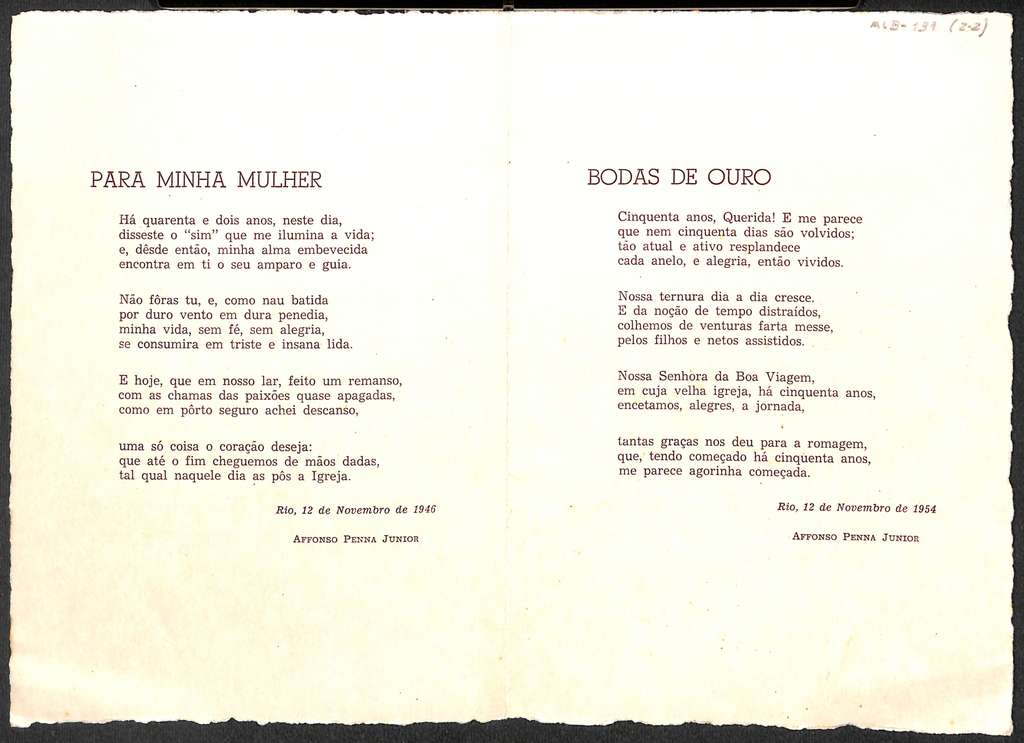 MLB-131 (2-2)
PARA MINHA MULHER
Há quarenta e dois anos, neste dia,
disseste o “sim” que me ilumina a vida;
e, dêsde então, minha alma embevecida
encontra em ti o seu amparo e guia.
Não fôras tu, e, como nau batida
por duro vento em dura penedia,
minha vida, sem fé, sem alegria,
se consumira em triste e insana lida.
E hoje, que em nosso lar, feito um remanso,
com as chamas das paixões quase apagadas,
como em pôrto seguro achei descanso,
uma só coisa o coração deseja:
que até o fim cheguemos de mãos dadas,
tal qual naquele dia as pôs a Igreja.
Rio, 12 de Novembro de 1946
Affonso Penna Junior
BODAS DE OURO
Cinquenta anos, Querida! E me parece
que nem cinquenta dias são volvidos;
tão atual e ativo resplandece
cada anelo, e alegria, então vividos.
Nossa ternura dia a dia cresce.
E da noção de tempo distraídos,
colhemos de venturas farta messe,
pelos filhos e netos assistidos.
Nossa Senhora da Boa Viagem,
em cuja velha igreja, há cinquenta anos,
encetamos, alegres, a jornada,
tantas graças nos deu para a romagem,
que, tendo começado há cinquenta anos,
me parece agorinha começada.
Rio, 12 de Novembro de 1954
Affonso Penna Junior